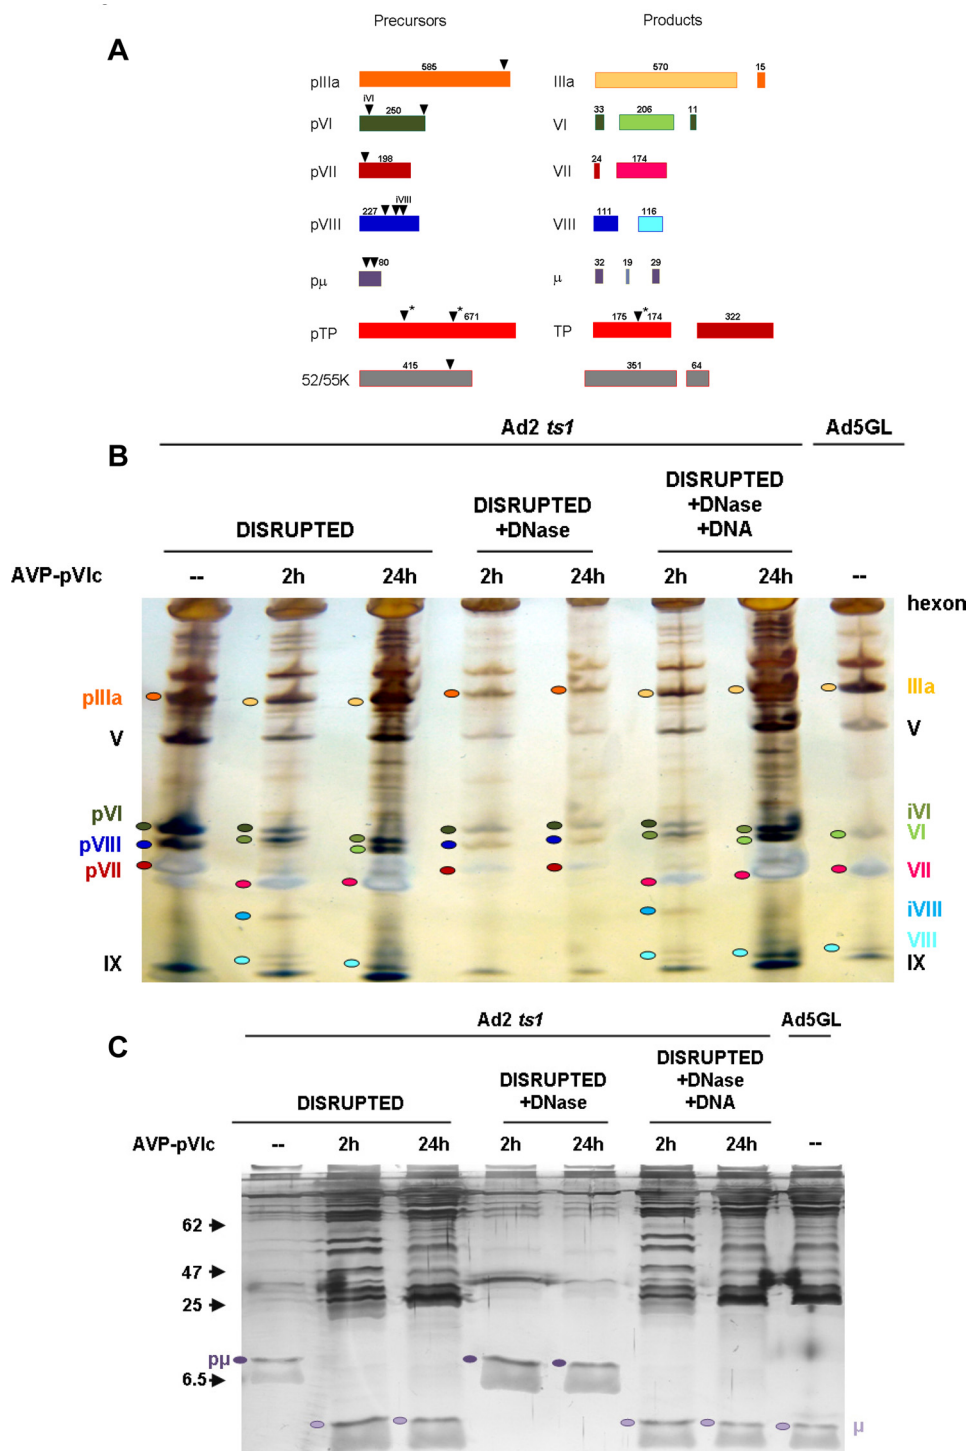 Precursors Products
A
pIIIa 585 IIIa 570 15
iVI
pVI 250 VI 33 206 11
pVII 198 VII 24 174
iVIII
pVIII 227 VIII 111 116
pμ 80 μ 32 19 29
pTP * * 671 TP 175 * 174 322
52/55K 415 351 64
Ad2 ts1 Ad5GL
B
DISRUPTED
DISRUPTED
+DNase
DISRUPTED
+DNase
+DNA
AVP-pVIc -- 2h 24h 2h 24h 2h 24h --
hexon
pIIIa IIIa
V V
pVI iVI
VI
pVIII
pVII VII
iVIII
VIII
IX IX
Ad2 ts1 Ad5GL
C
DISRUPTED
DISRUPTED
+DNase
DISRUPTED
+DNase
+DNA
AVP-pVIc -- 2h 24h 2h 24h 2h 24h --
62
47
25
pμ
6.5
μ